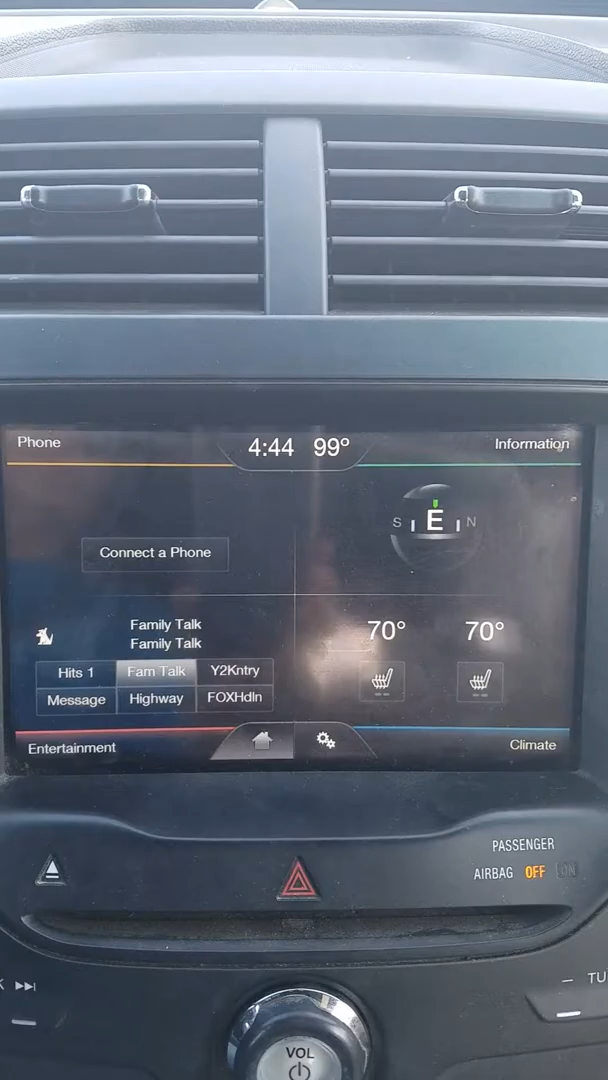 Phone 4:44 99° Information
S E N
Connect a Phone
Family Talk
Family Talk
70° 70°
Hits 1 Fam Talk Y2Kntry
Message Highway FOXHdln
Entertainment Climate
PASSENGER
AIRBAG OFF ON
K TU
VOL